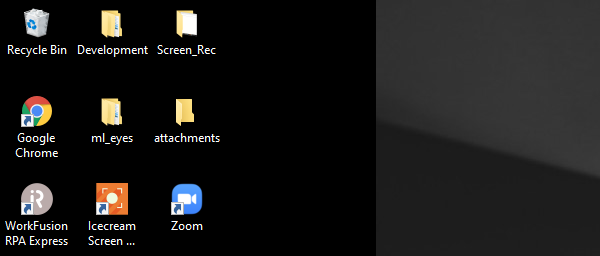 Recycle Bin
Development
Screen_Rec
Google
Chrome
ml_eyes
attachments
WorkFusion
RPA Express
Icecream
Screen ...
Zoom